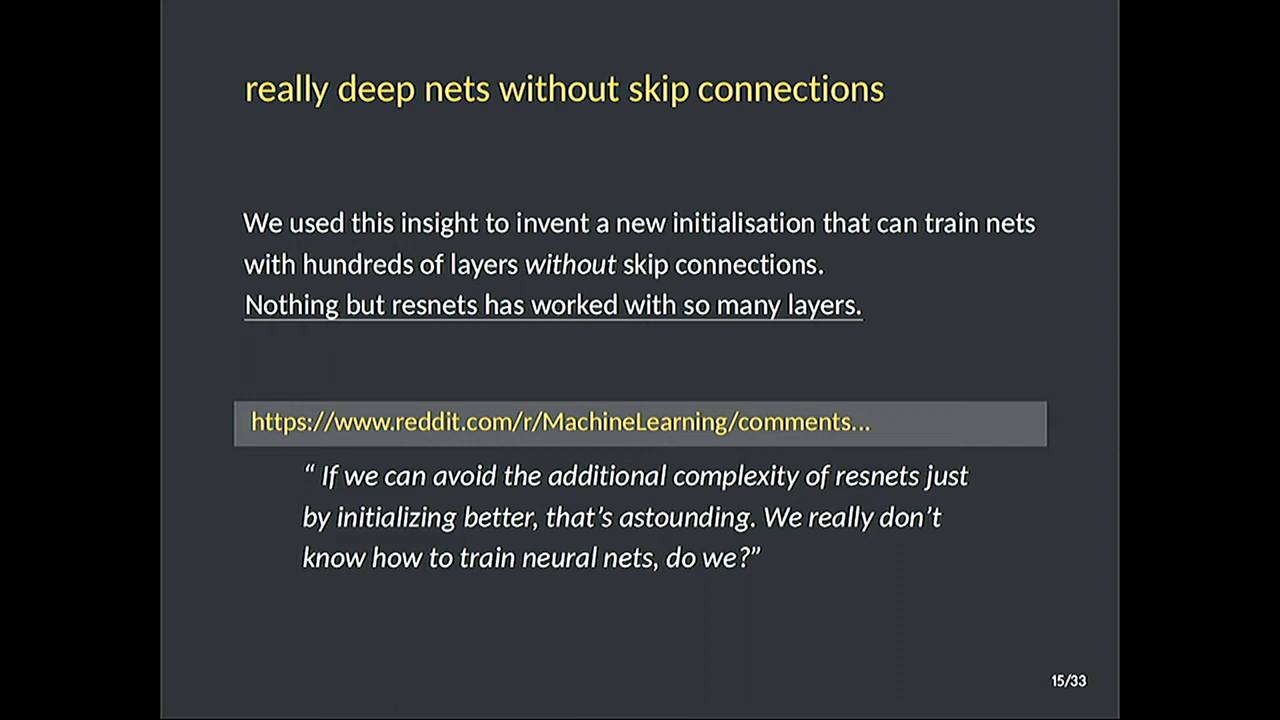 really deep nets without skip connections
We used this insight to invent a new initialisation that can train nets
with hundreds of layers without skip connections.
Nothing but resnets has worked with so many layers.
https://www.reddit.com/r/MachineLearning/comments...
“ If we can avoid the additional complexity of resnets just
by initializing better, that’s astounding. We really don’t
know how to train neural nets, do we?”
15/33